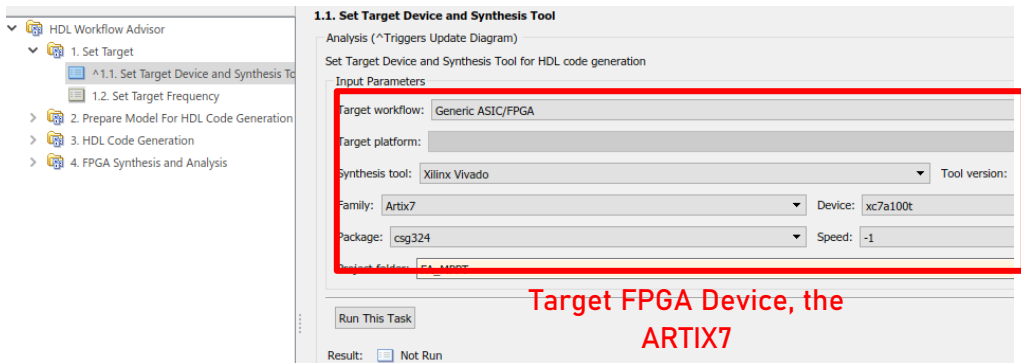 1.1. Set Target Device and Synthesis Tool
HDL Workflow Advisor
Analysis (^Triggers Update Diagram)
1. Set Target
Set Target Device and Synthesis Tool for HDL code generation
^1.1. Set Target Device and Synthesis To
Input Parameters
1.2. Set Target Frequency
Target workflow: Generic ASIC/FPGA
2. Prepare Model For HDL Code Generation
Target platform:
3. HDL Code Generation
4. FPGA Synthesis and Analysis
Synthesis tool: Xilinx Vivado Tool version:
Family: Artix7 Device: xc7a100t
Package: csg324 Speed: -1
Project folder: FA_MPPT
Target FPGA Device, the
ARTIX7
Run This Task
Result: Not Run